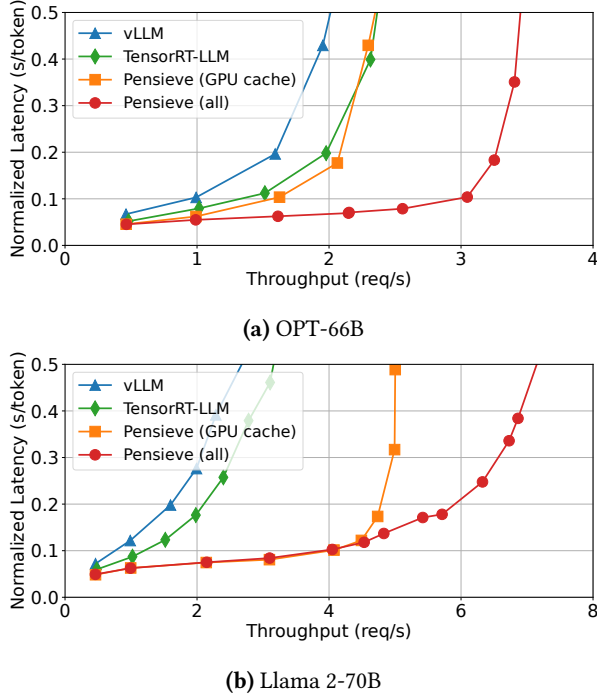 Normalized Latency (s/token)
0.5
0.4
0.3
0.2
0.1
0.0
vLLM
TensorRT-LLM
Pensieve (GPU cache)
Pensieve (all)
0 1 2 3 4
Throughput (req/s)
(a) OPT-66B
Normalized Latency (s/token)
0.5
0.4
0.3
0.2
0.1
0.0
vLLM
TensorRT-LLM
Pensieve (GPU cache)
Pensieve (all)
0 2 4 6 8
Throughput (req/s)
(b) Llama 2-70B